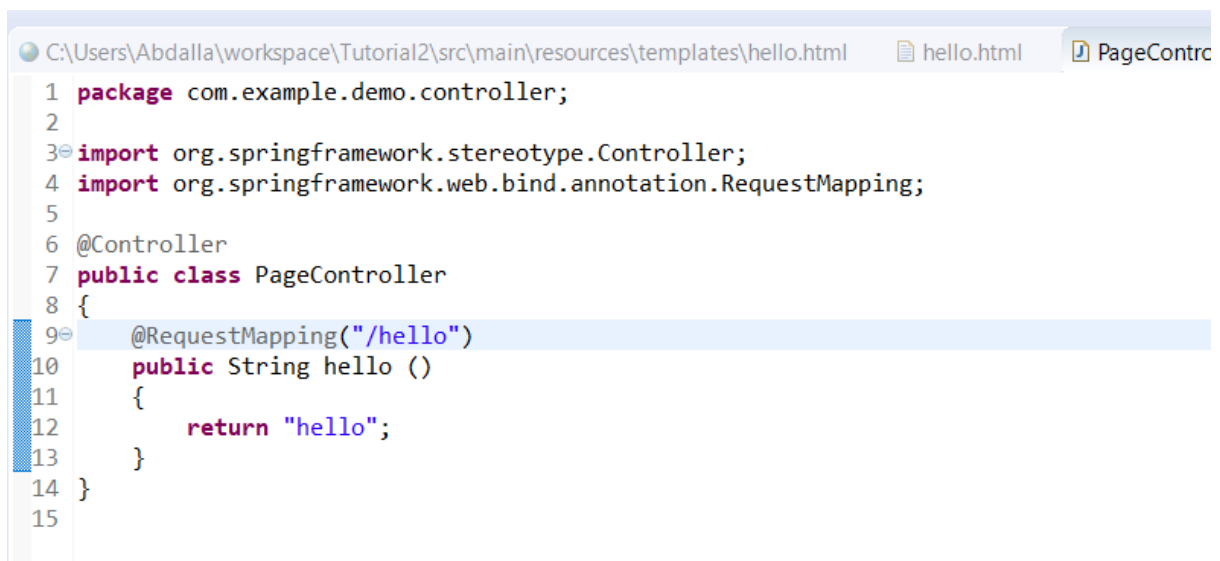 C:\Users\Abdalla\workspace\Tutorial2\src\main\resources\templates\hello.html hello.html PageContro
1 package com.example.demo.controller;
2
3 import org.springframework.stereotype.Controller;
4 import org.springframework.web.bind.annotation.RequestMapping;
5
6 @Controller
7 public class PageController
8 {
9 @RequestMapping("/hello")
10 public String hello ()
11 {
12 return "hello";
13 }
14 }
15